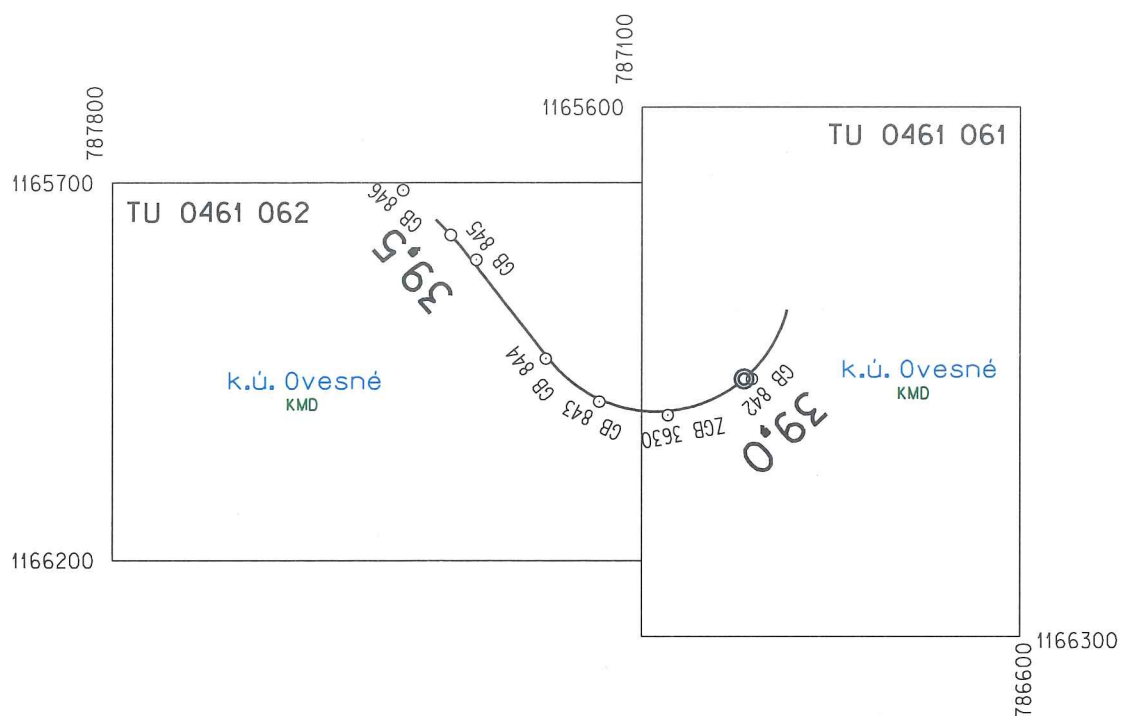 787100
787800
1165600
TU 0461 061
1165700
TU 0461 062
GB 846
39,5
GB 845
k.ú. Ovesné
KMD
GB 844
GB 843
ZGB 3630
GB 842
39,0
k.ú. Ovesné
KMD
1166200
1166300
786600